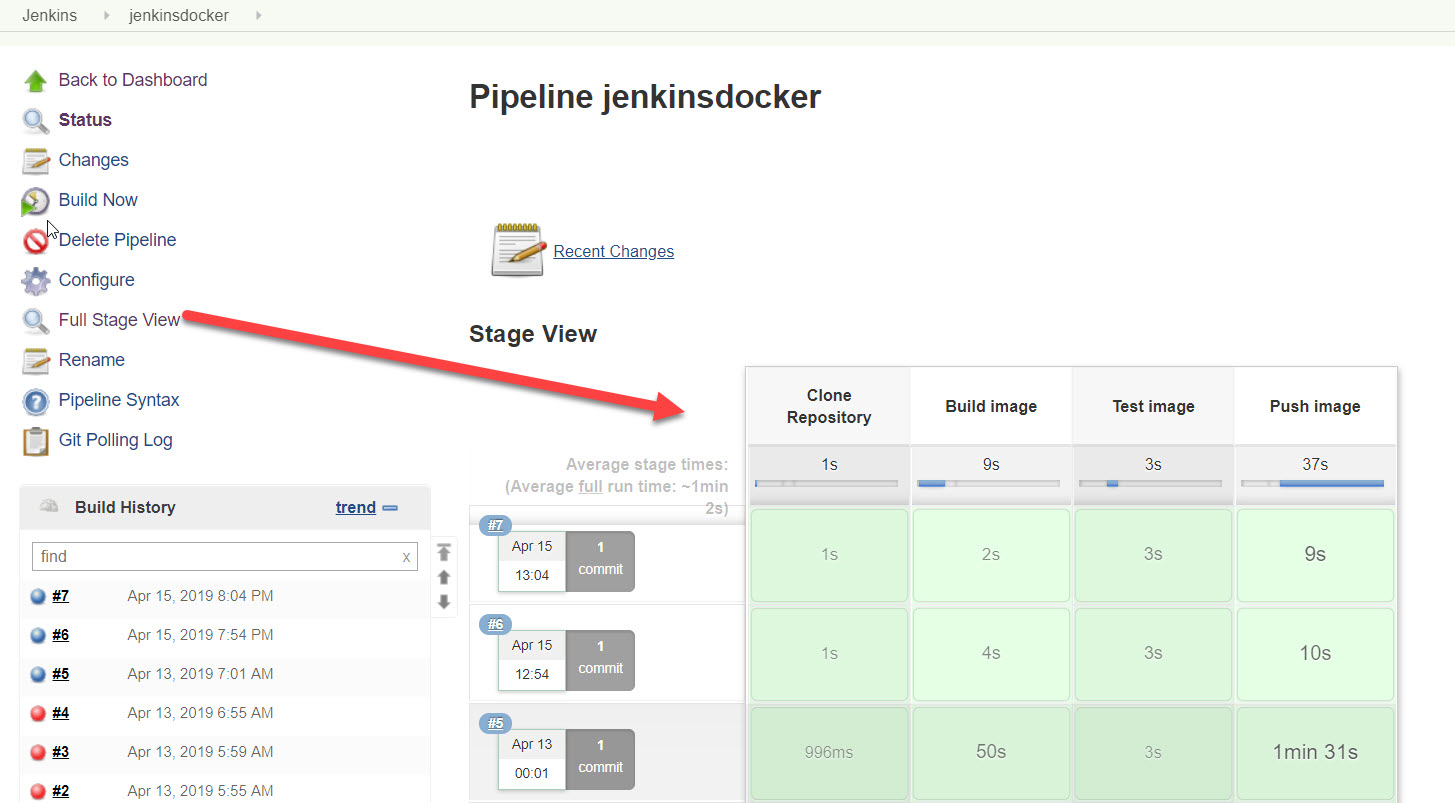 Jenkins jenkinsdocker
Back to Dashboard
Status
Changes
Build Now
Delete Pipeline
Configure
Full Stage View
Rename
Pipeline Syntax
Git Polling Log
Build History trend
find x
#7 Apr 15, 2019 8:04 PM
#6 Apr 15, 2019 7:54 PM
#5 Apr 13, 2019 7:01 AM
#4 Apr 13, 2019 6:55 AM
#3 Apr 13, 2019 5:59 AM
#2 Apr 13, 2019 5:55 AM
Pipeline jenkinsdocker
Recent Changes
Stage View
Clone
Repository
Build image
Test image
Push image
Average stage times:
(Average full run time: ~1min
2s)
1s 9s 3s 37s
#7
Apr 15
13:04
1
commit
1s 2s 3s 9s
#6
Apr 15
12:54
1
commit
1s 4s 3s 10s
#5
Apr 13
00:01
1
commit
996ms 50s 3s 1min 31s